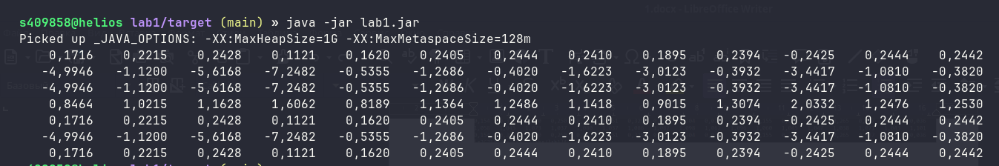 1.docx - LibreOffice Writer
s409858@helios lab1/target (main) » java -jar lab1.jar
Picked up _JAVA_OPTIONS: -XX:MaxHeapSize=1G -XX:MaxMetaspaceSize=128m
0,1716 0,2215 0,2428 0,1121 0,1620 0,2405 0,2444 0,2410 0,1895 0,2394 -0,2425 0,2444 0,2442
-4,9946 -1,1200 -5,6168 -7,2482 -0,5355 -1,2686 -0,4020 -1,6223 -3,0123 -0,3932 -3,4417 -1,0810 -0,3820
-4,9946 -1,1200 -5,6168 -7,2482 -0,5355 -1,2686 -0,4020 -1,6223 -3,0123 -0,3932 -3,4417 -1,0810 -0,3820
0,8464 1,0215 1,1628 1,6062 0,8189 1,1364 1,2486 1,1418 0,9015 1,3074 2,0332 1,2476 1,2530
0,1716 0,2215 0,2428 0,1121 0,1620 0,2405 0,2444 0,2410 0,1895 0,2394 -0,2425 0,2444 0,2442
-4,9946 -1,1200 -5,6168 -7,2482 -0,5355 -1,2686 -0,4020 -1,6223 -3,0123 -0,3932 -3,4417 -1,0810 -0,3820
0,1716 0,2215 0,2428 0,1121 0,1620 0,2405 0,2444 0,2410 0,1895 0,2394 -0,2425 0,2444 0,2442